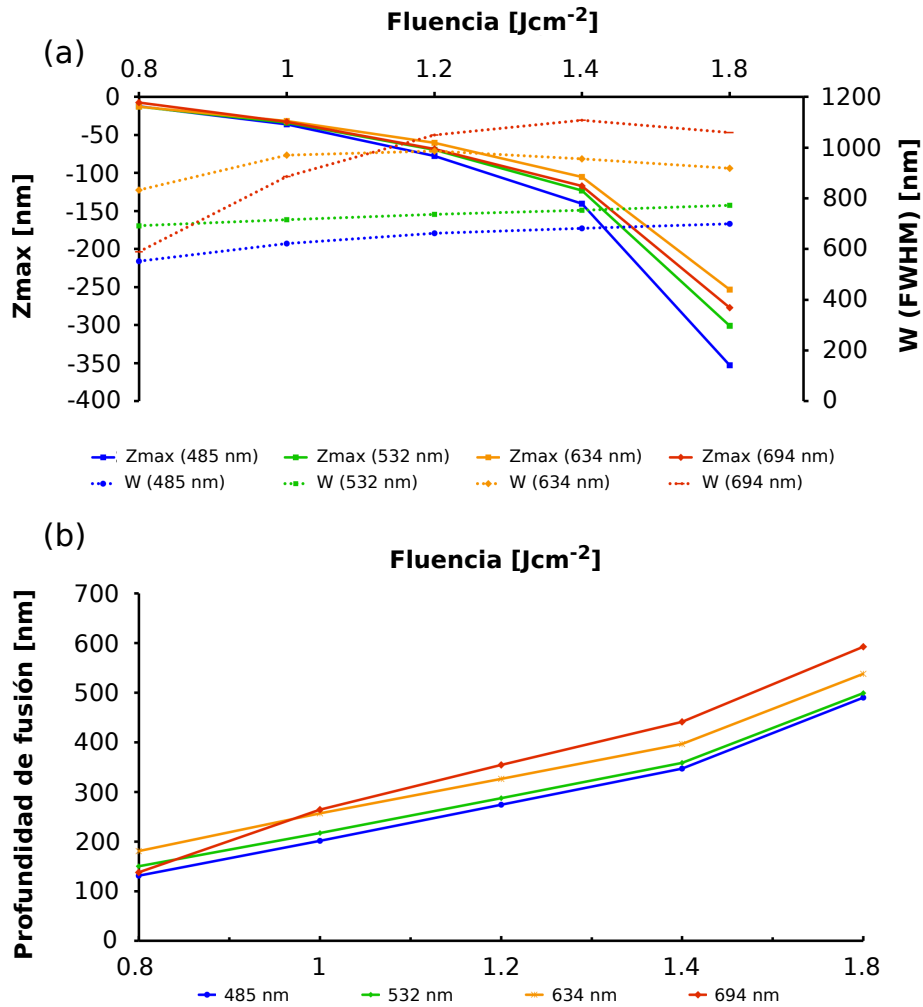 Fluencia [Jcm-2]
(a)
0.8 1 1.2 1.4 1.8
0 1200
-50 1000
-100
-150 800
-200 600
-250 400
-300
-350 200
-400 0
Zmax [nm]
W (FWHM) [nm]
Zmax (485 nm) Zmax (532 nm) Zmax (634 nm) Zmax (694 nm)
W (485 nm) W (532 nm) W (634 nm) W (694 nm)
(b)
Fluencia [Jcm-2]
700
600
500
400
300
200
100
0
Profundidad de fusión [nm]
0.8 1 1.2 1.4 1.8
485 nm 532 nm 634 nm 694 nm